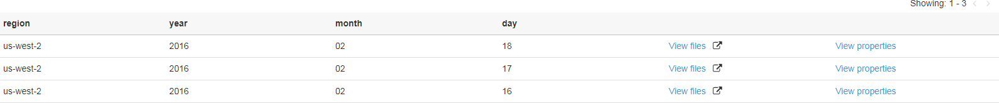 Showing: 1 - 3
region year month day
us-west-2 2016 02 18 View files View properties
us-west-2 2016 02 17 View files View properties
us-west-2 2016 02 16 View files View properties